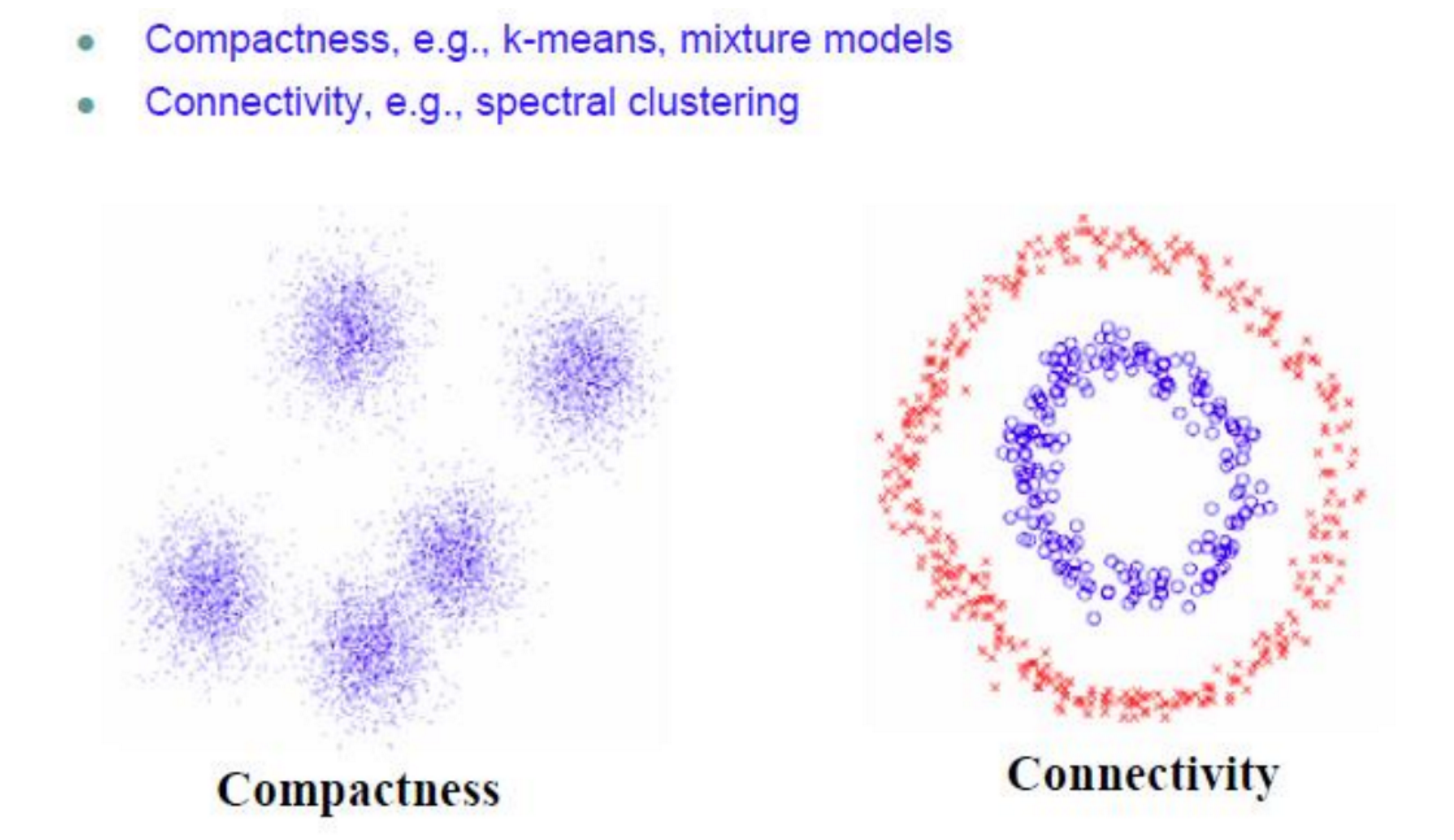 • Compactness, e.g., k-means, mixture models
• Connectivity, e.g., spectral clustering
Compactness
Connectivity